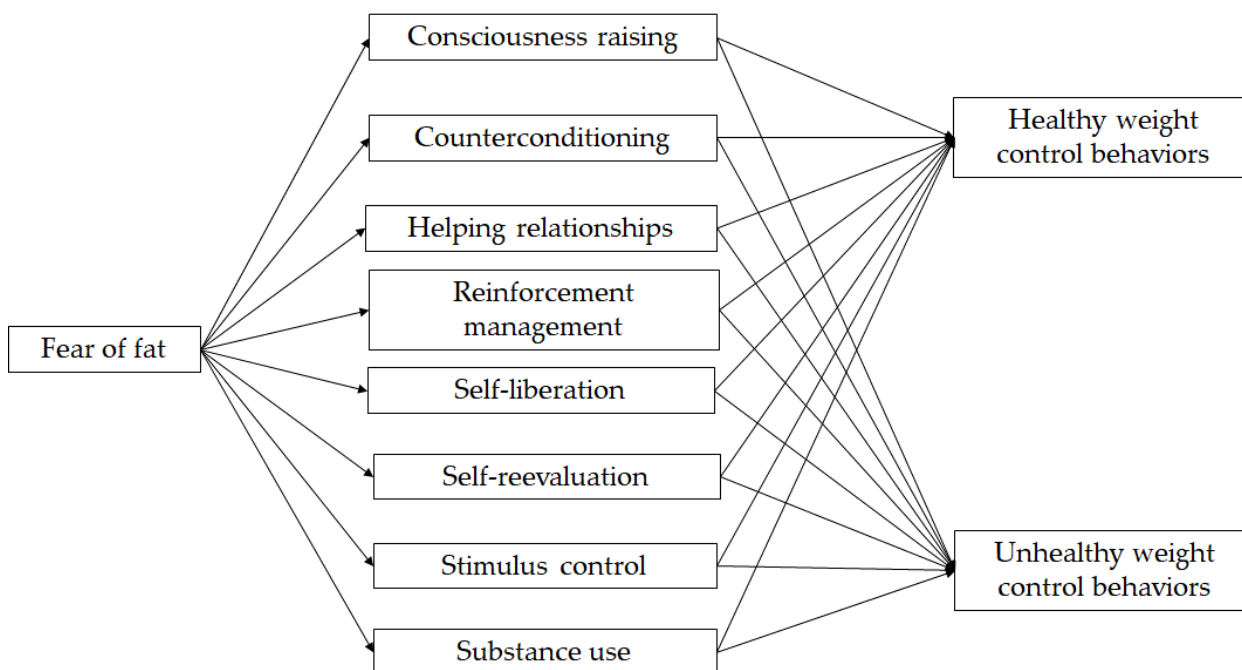 Consciousness raising
Counterconditioning
Helping relationships
Reinforcement
management
Self-liberation
Self-reevaluation
Stimulus control
Substance use
Fear of fat
Healthy weight
control behaviors
Unhealthy weight
control behaviors